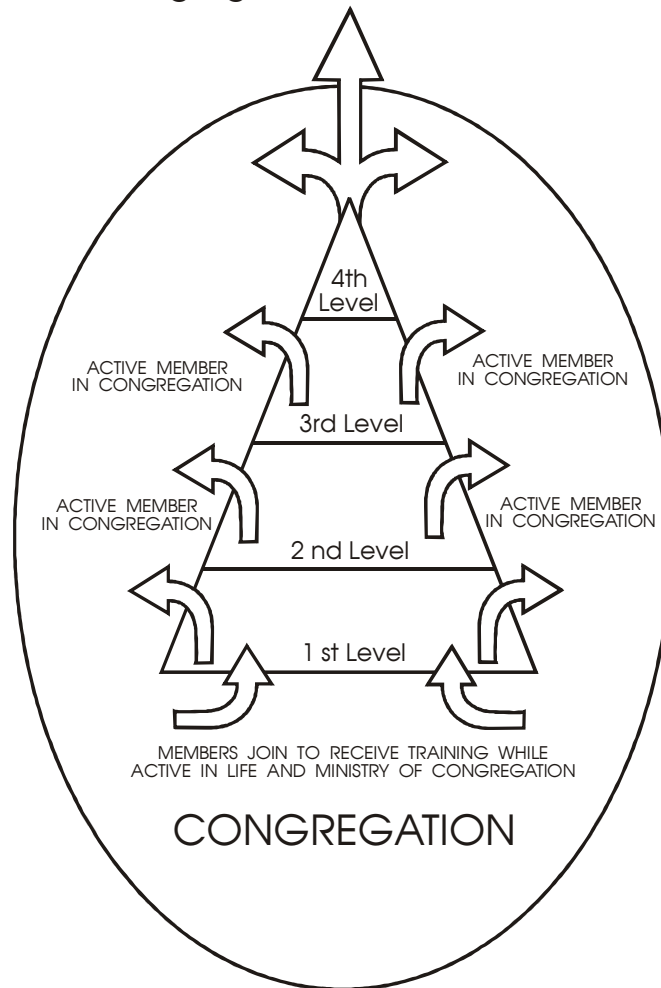 4th
Level
ACTIVE MEMBER
IN CONGREGATION
ACTIVE MEMBER
IN CONGREGATION
3rd Level
ACTIVE MEMBER
IN CONGREGATION
ACTIVE MEMBER
IN CONGREGATION
2 nd Level
1 st Level
MEMBERS JOIN TO RECEIVE TRAINING WHILE
ACTIVE IN LIFE AND MINISTRY OF CONGREGATION
CONGREGATION